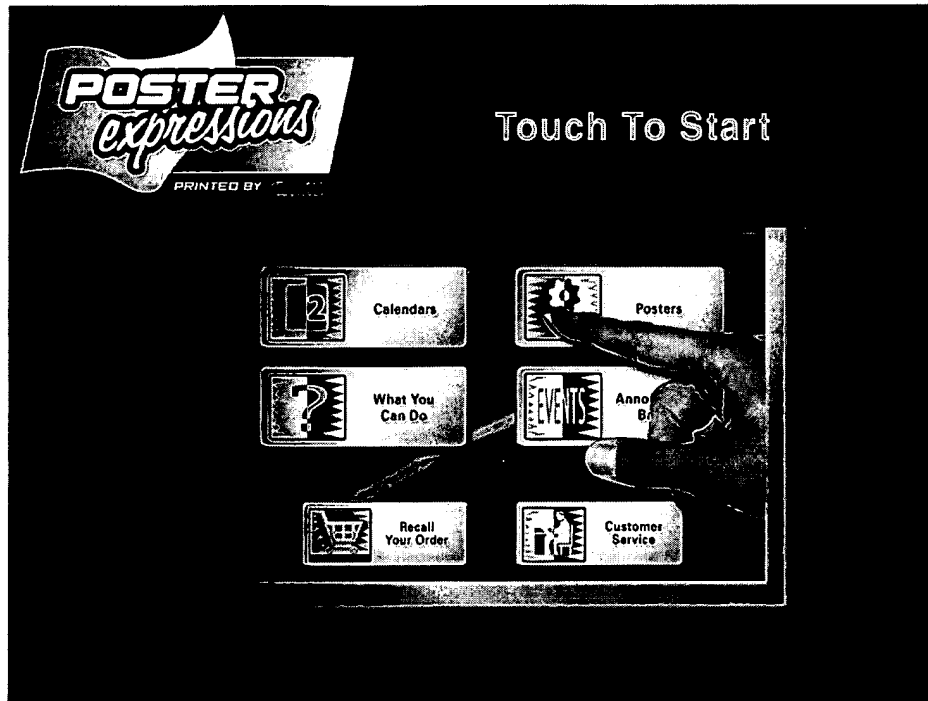 POSTER
expressions
PRINTED BY
Touch To Start
2
Calendars
Posters
?
What You
Can Do
EVENTS
Recall
Your Order
Customer
Service